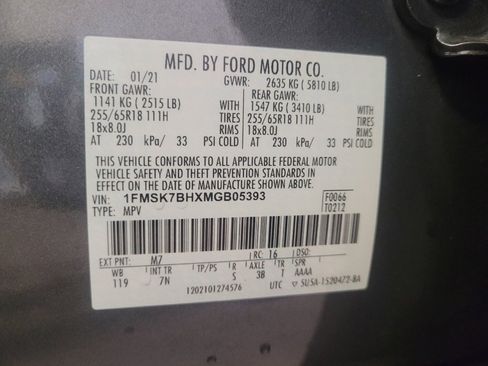 MFD. BY FORD MOTOR CO.
DATE: 01/21 GVWR: 2635 KG ( 5810 LB)
FRONT GAWR: REAR GAWR:
1141 KG ( 2515 LB) 1547 KG ( 3410 LB)
255/65R18 111H TIRES 255/65R18 111H TIRES
18x8.0J RIMS 18x8.0J RIMS
AT 230 kPa/ 33 PSI COLD AT 230 kPa/ 33 PSI COLD
THIS VEHICLE CONFORMS TO ALL APPLICABLE FEDERAL MOTOR
VEHICLE SAFETY AND THEFT PREVENTION STANDARDS IN
EFFECT ON THE DATE OF MANUFACTURE SHOWN ABOVE.
VIN: 1FMSK7BHXMGB05393 F0066
TYPE: MPV T0212
EXT PNT: M7 RC: 16 DSO:
WB INT TR TP/PS R AXLE TR SPR
119 7N S 3B T AAAA
1202101274576 UTC ▽ 5U5A-1520472-BA